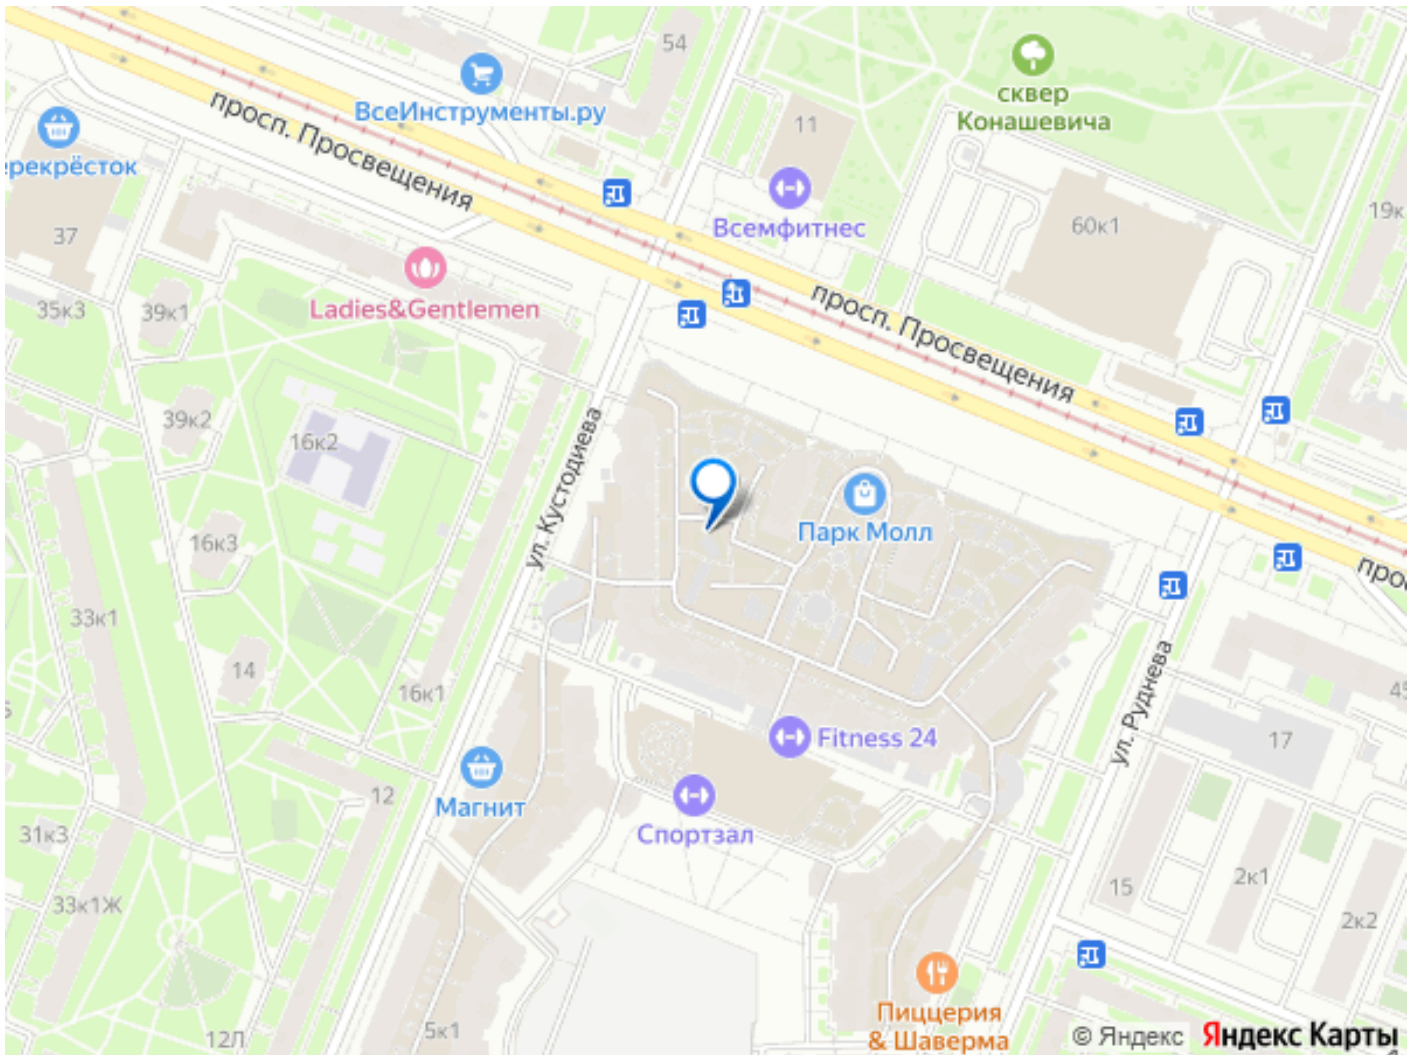 54
ВсеИнструменты.ру
просп. Просвещения
11
сквер
Конашевича
рекрёсток
Всемфитнес
60к1
19к
37
35к3
39к1
Ladies&Gentlemen
просп. Просвещения
39к2
16к2
ул. Кустодиева
Парк Молл
16к3
33к1
14
16к1
ул. Руднева
45
17
Fitness 24
12
Магнит
Спортзал
31к3
33к1Ж
15
2к1
2к2
5к1
12Л
Пиццерия
& Шаверма
© Яндекс Яндекс Карты